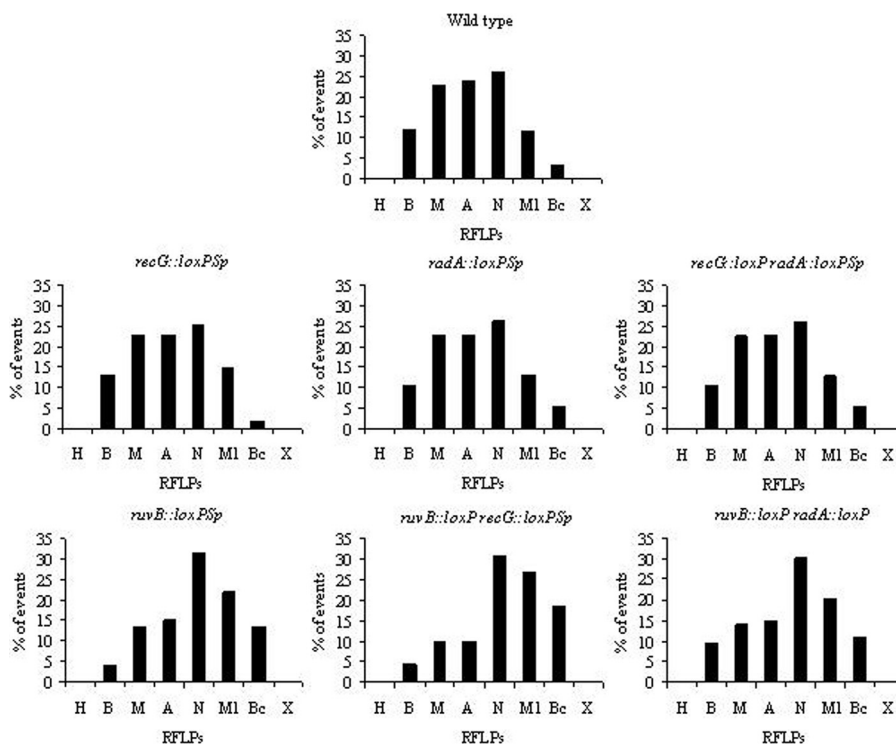 Wild type
% of events
35
30
25
20
15
10
5
0
H B M A N M1 Bc X
RFLPs
recG::loxPSp
% of events
35
30
25
20
15
10
5
0
H B M A N M1 Bc X
RFLPs
radA::loxPSp
% of events
35
30
25
20
15
10
5
0
H B M A N M1 Bc X
RFLPs
recG::loxP radA::loxPSp
% of events
35
30
25
20
15
10
5
0
H B M A N M1 Bc X
RFLPs
ruvB::loxPSp
% of events
35
30
25
20
15
10
5
0
H B M A N M1 Bc X
RFLPs
ruvB::loxP recG::loxPSp
% of events
35
30
25
20
15
10
5
0
H B M A N M1 Bc X
RFLPs
ruvB::loxP radA::loxP
% of events
35
30
25
20
15
10
5
0
H B M A N M1 Bc X
RFLPs